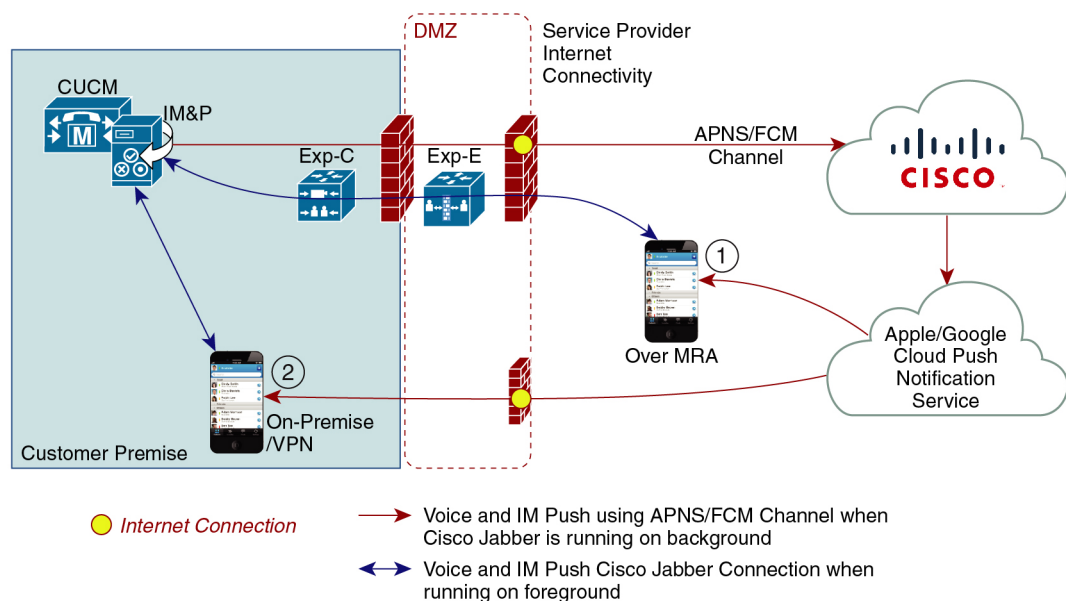 DMZ
Service Provider
Internet
Connectivity
CUCM
IM&P
M
Exp-C
Exp-E
APNS/FCM
Channel
CISCO
1
Over MRA
Apple/Google
Cloud Push
Notification
Service
2
On-Premise
/VPN
Customer Premise
Internet Connection
Voice and IM Push using APNS/FCM Channel when
Cisco Jabber is running on background
Voice and IM Push Cisco Jabber Connection when
running on foreground